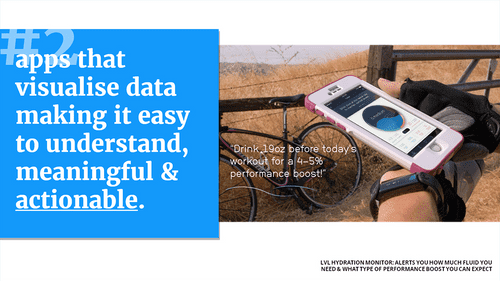 #2
apps that
visualise data
making it easy
to understand,
meaningful &
actionable.
"Drink 19oz before today's
workout for a 4-5%
performance boost!"
LVL HYDRATION MONITOR: ALERTS YOU HOW MUCH FLUID YOU
NEED & WHAT TYPE OF PERFORMANCE BOOST YOU CAN EXPECT